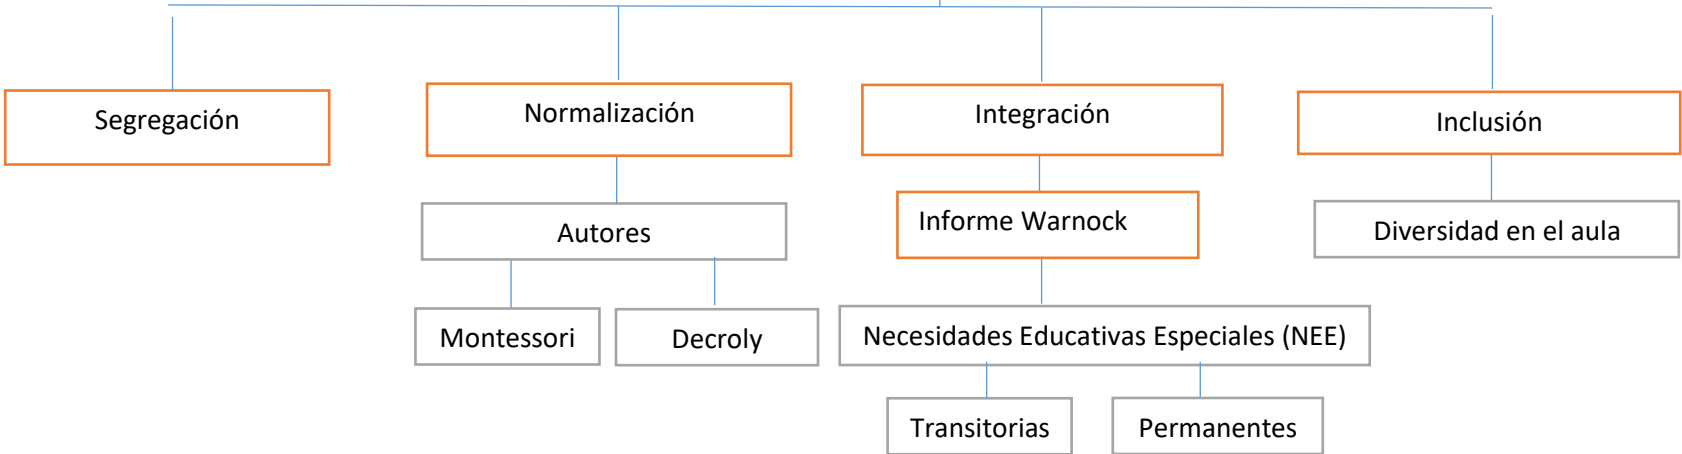 Segregación
Normalización
Integración
Inclusión
Autores
Informe Warnock
Diversidad en el aula
Montessori
Decroly
Necesidades Educativas Especiales (NEE)
Transitorias
Permanentes